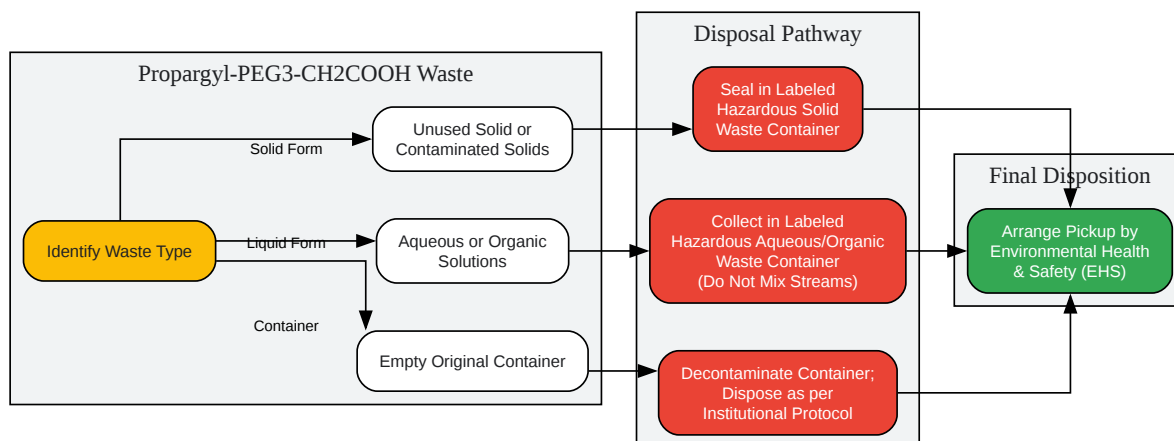 Propargyl-PEG3-CH2COOH Waste
Identify Waste Type
Solid Form
Liquid Form
Container
Unused Solid or
Contaminated Solids
Aqueous or Organic
Solutions
Empty Original Container
Disposal Pathway
Seal in Labeled
Hazardous Solid
Waste Container
Collect in Labeled
Hazardous Aqueous/Organic
Waste Container
(Do Not Mix Streams)
Decontaminate Container;
Dispose as per
Institutional Protocol
Final Disposition
Arrange Pickup by
Environmental Health
& Safety (EHS)